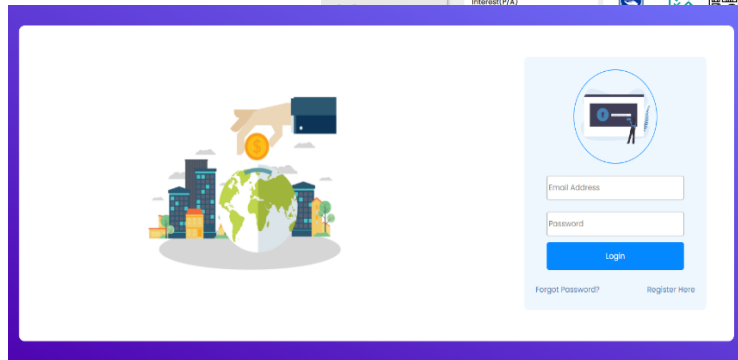 Interest(P/A)
Email Address
Password
Login
Forgot Password?
Register Here